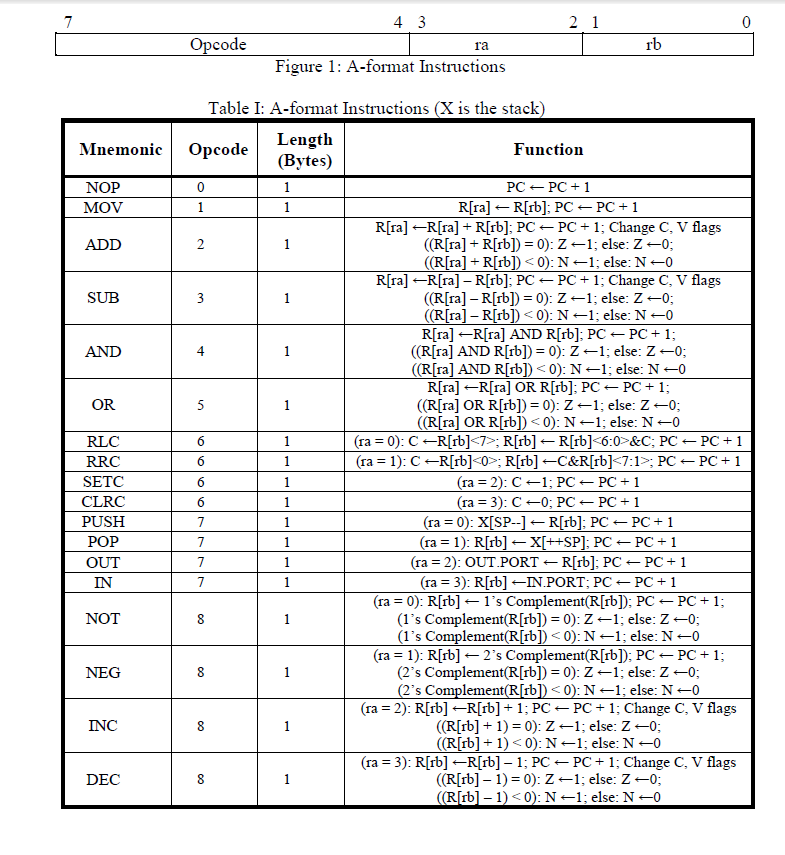 7 4 3 2 1 0
Opcode ra rb
Figure 1: A-format Instructions
Table I: A-format Instructions (X is the stack)
Mnemonic Opcode Length (Bytes) Function
NOP 0 1 PC ← PC + 1
MOV 1 1 R[ra] ← R[rb]; PC ← PC + 1
ADD 2 1 R[ra] ←R[ra] + R[rb]; PC ← PC + 1; Change C, V flags
((R[ra] + R[rb]) = 0): Z ←1; else: Z ←0;
((R[ra] + R[rb]) < 0): N ←1; else: N ←0
SUB 3 1 R[ra] ←R[ra] – R[rb]; PC ← PC + 1; Change C, V flags
((R[ra] – R[rb]) = 0): Z ←1; else: Z ←0;
((R[ra] – R[rb]) < 0): N ←1; else: N ←0
AND 4 1 R[ra] ←R[ra] AND R[rb]; PC ← PC + 1;
((R[ra] AND R[rb]) = 0): Z ←1; else: Z ←0;
((R[ra] AND R[rb]) < 0): N ←1; else: N ←0
OR 5 1 R[ra] ←R[ra] OR R[rb]; PC ← PC + 1;
((R[ra] OR R[rb]) = 0): Z ←1; else: Z ←0;
((R[ra] OR R[rb]) < 0): N ←1; else: N ←0
RLC 6 1 (ra = 0): C ←R[rb]<7>; R[rb] ← R[rb]<6:0>&C; PC ← PC + 1
RRC 6 1 (ra = 1): C ←R[rb]<0>; R[rb] ←C&R[rb]<7:1>; PC ← PC + 1
SETC 6 1 (ra = 2): C ←1; PC ← PC + 1
CLRC 6 1 (ra = 3): C ←0; PC ← PC + 1
PUSH 7 1 (ra = 0): X[SP--] ← R[rb]; PC ← PC + 1
POP 7 1 (ra = 1): R[rb] ← X[++SP]; PC ← PC + 1
OUT 7 1 (ra = 2): OUT.PORT ← R[rb]; PC ← PC + 1
IN 7 1 (ra = 3): R[rb] ←IN.PORT; PC ← PC + 1
NOT 8 1 (ra = 0): R[rb] ← 1’s Complement(R[rb]); PC ← PC + 1;
(1’s Complement(R[rb]) = 0): Z ←1; else: Z ←0;
(1’s Complement(R[rb]) < 0): N ←1; else: N ←0
NEG 8 1 (ra = 1): R[rb] ← 2’s Complement(R[rb]); PC ← PC + 1;
(2’s Complement(R[rb]) = 0): Z ←1; else: Z ←0;
(2’s Complement(R[rb]) < 0): N ←1; else: N ←0
INC 8 1 (ra = 2): R[rb] ←R[rb] + 1; PC ← PC + 1; Change C, V flags
((R[rb] + 1) = 0): Z ←1; else: Z ←0;
((R[rb] + 1) < 0): N ←1; else: N ←0
DEC 8 1 (ra = 3): R[rb] ←R[rb] – 1; PC ← PC + 1; Change C, V flags
((R[rb] – 1) = 0): Z ←1; else: Z ←0;
((R[rb] – 1) < 0): N ←1; else: N ←0